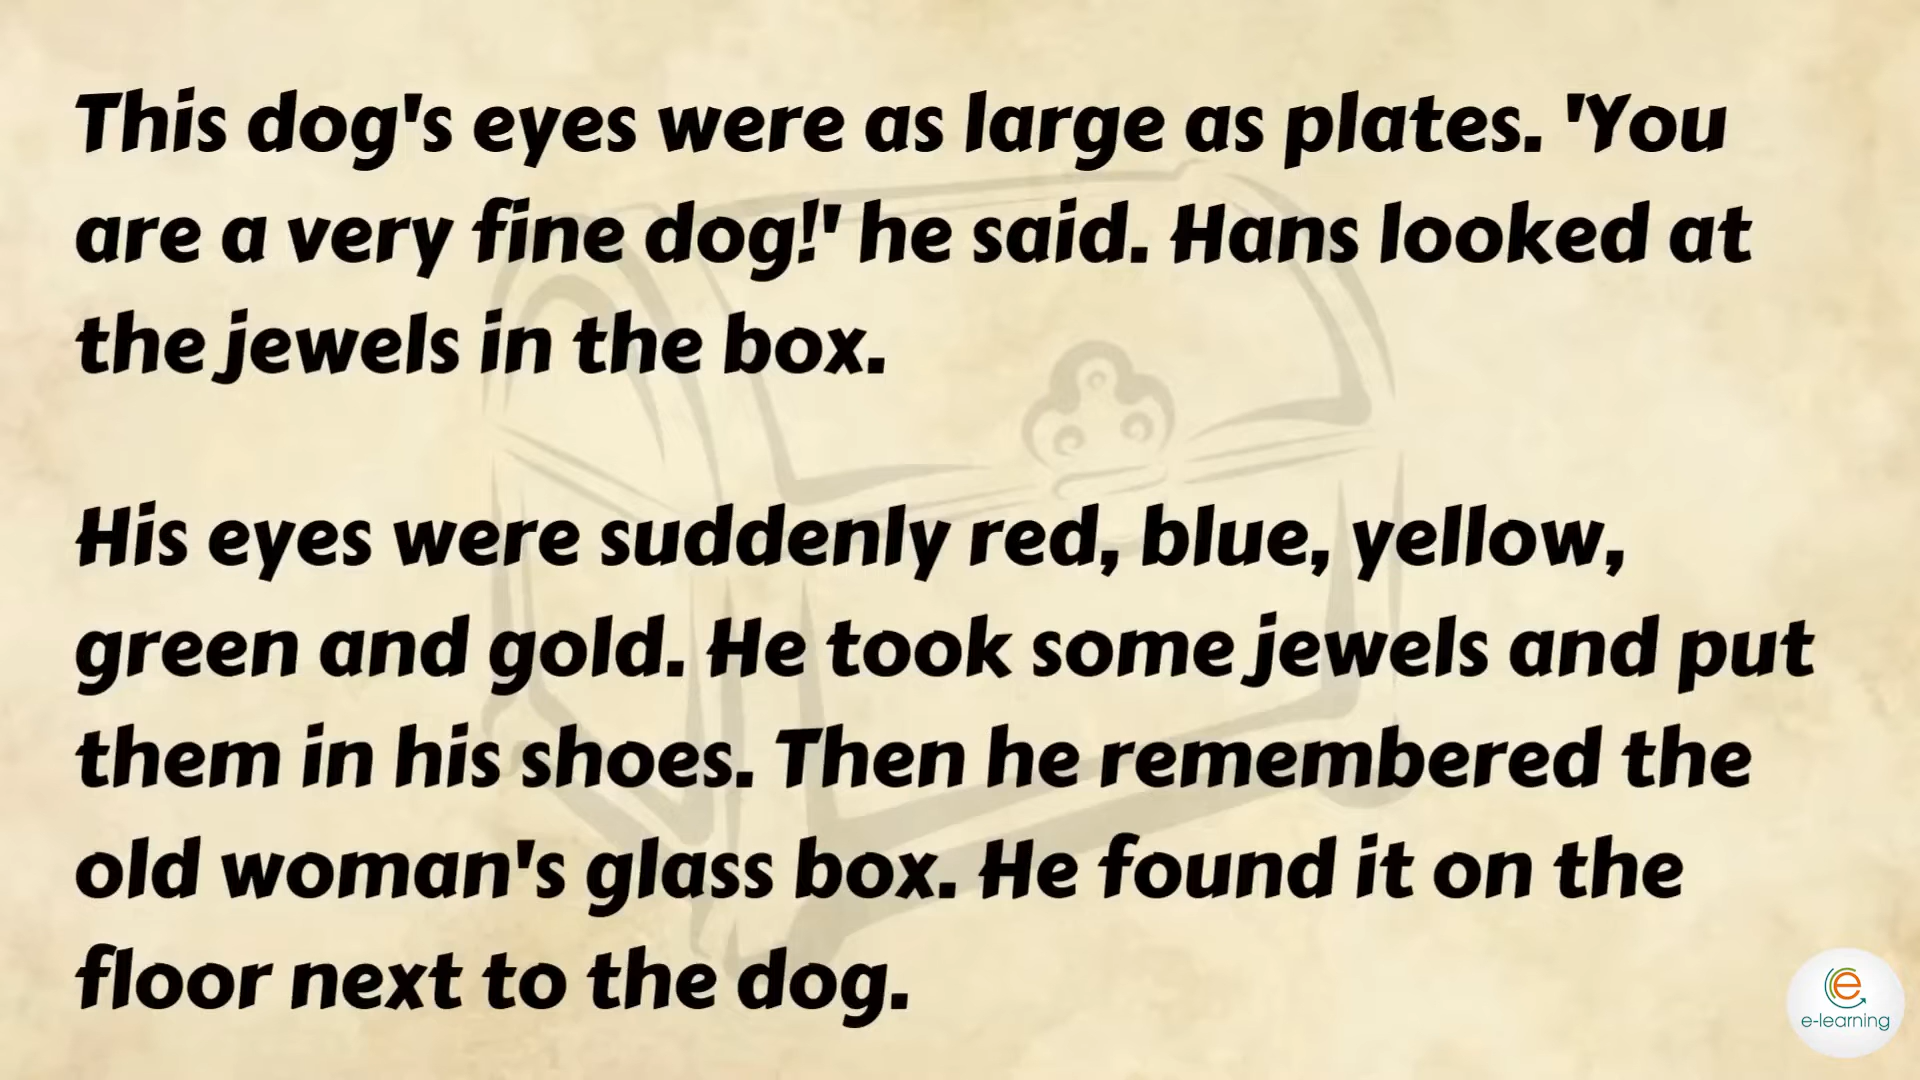 This dog's eyes were as large as plates. 'You
are a very fine dog!' he said. Hans looked at
the jewels in the box.
His eyes were suddenly red, blue, yellow,
green and gold. He took some jewels and put
them in his shoes. Then he remembered the
old woman's glass box. He found it on the
floor next to the dog.
e
e-learning